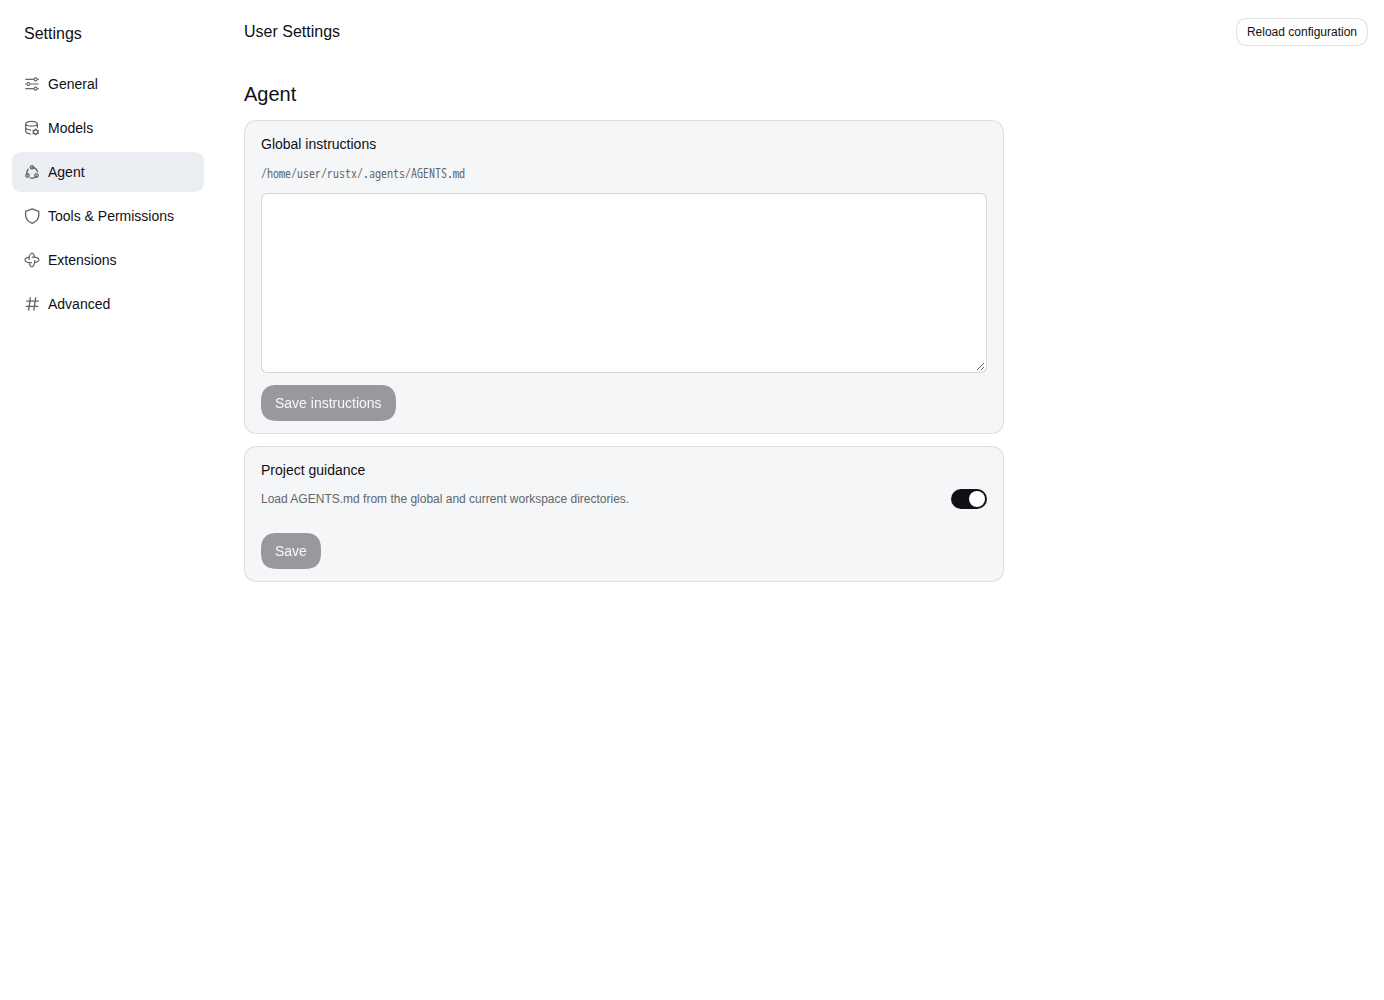 Settings
General
Models
Agent
Tools & Permissions
Extensions
Advanced
User Settings
Reload configuration
Agent
Global instructions
/home/user/rustx/.agents/AGENTS.md
Save instructions
Project guidance
Load AGENTS.md from the global and current workspace directories.
Save